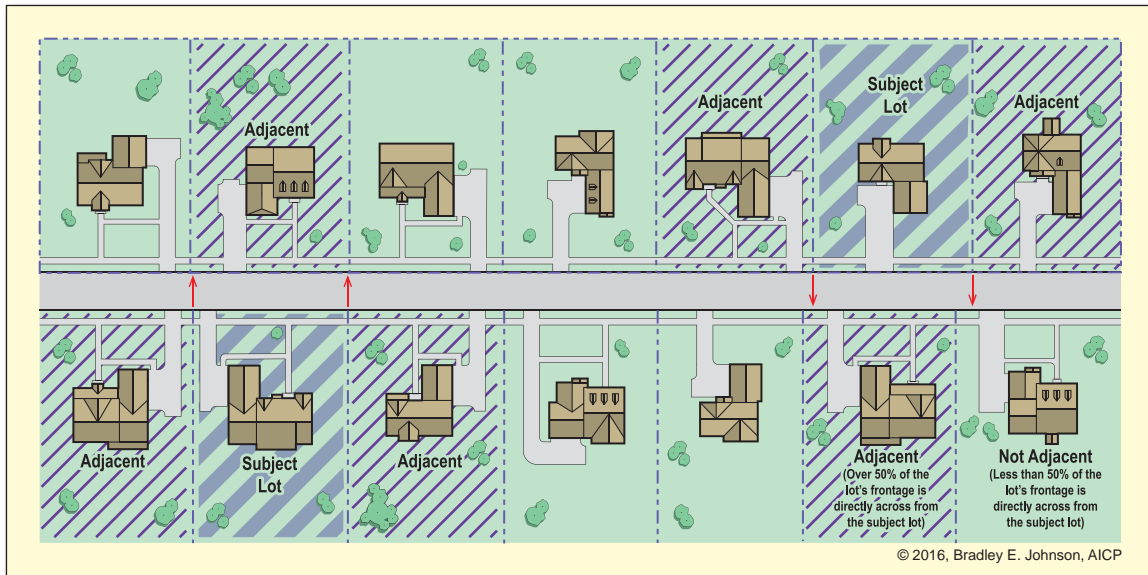 Adjacent
Adjacent
Subject
Lot
Adjacent
Adjacent
Subject
Lot
Adjacent
Adjacent
(Over 50% of the
lot's frontage is
directly across from
the subject lot)
Not Adjacent
(Less than 50% of the
lot's frontage is
directly across from
the subject lot)
© 2016, Bradley E. Johnson, AICP